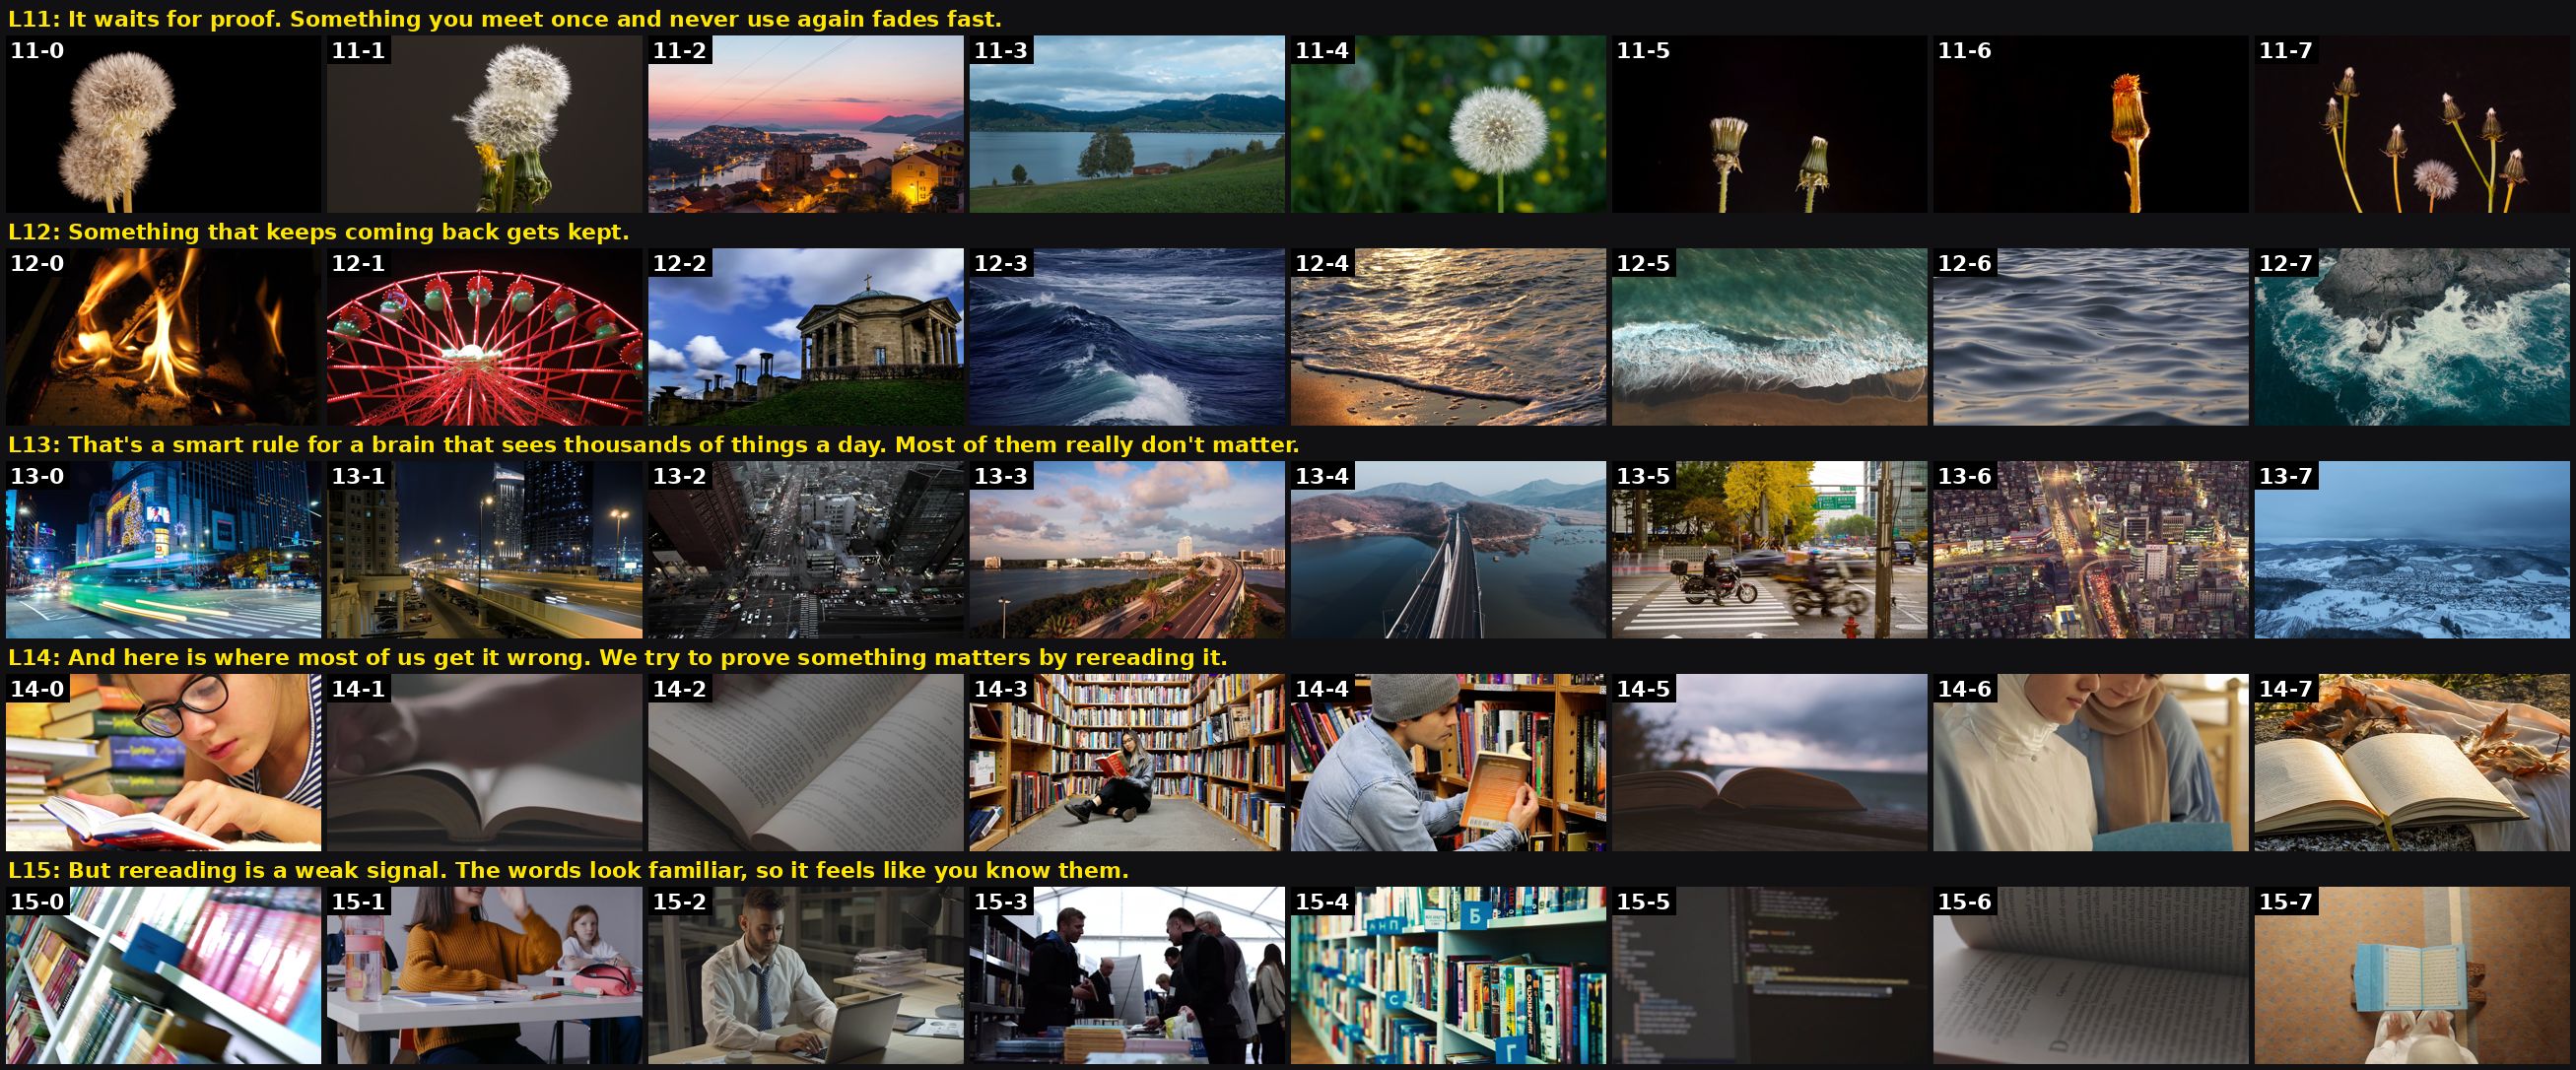 L11: It waits for proof. Something you meet once and never use again fades fast.
11-0 11-1 11-2 11-3 11-4 11-5 11-6 11-7
L12: Something that keeps coming back gets kept.
12-0 12-1 12-2 12-3 12-4 12-5 12-6 12-7
L13: That's a smart rule for a brain that sees thousands of things a day. Most of them really don't matter.
13-0 13-1 13-2 13-3 13-4 13-5 13-6 13-7
L14: And here is where most of us get it wrong. We try to prove something matters by rereading it.
14-0 14-1 14-2 14-3 14-4 14-5 14-6 14-7
L15: But rereading is a weak signal. The words look familiar, so it feels like you know them.
15-0 15-1 15-2 15-3 15-4 15-5 15-6 15-7
Б
С
Г